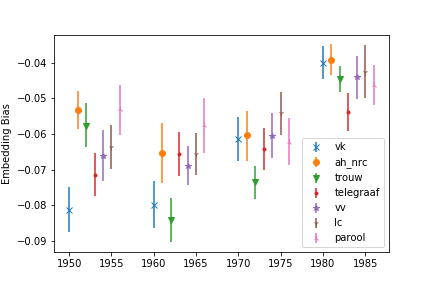 Embedding Bias
−0.04
−0.05
−0.06
−0.07
−0.08
−0.09
1950 1955 1960 1965 1970 1975 1980 1985
vk
ah_nrc
trouw
telegraaf
vv
lc
parool